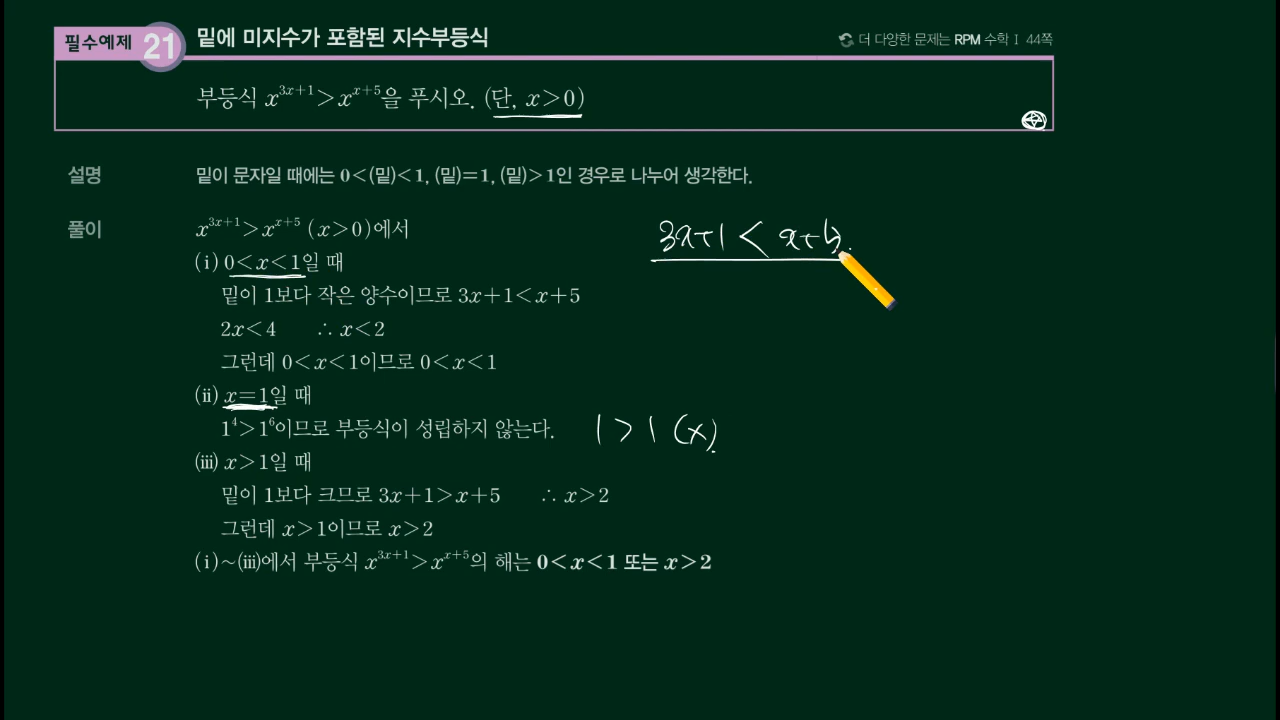 필수예제 21 밑에 미지수가 포함된 지수부등식
더 다양한 문제는 RPM 수학 Ⅰ 44쪽
부등식 x^{3x+1}>x^{x+5}을 푸시오. (단, x>0)
설명 밑이 문자일 때에는 0<(밑)<1, (밑)=1, (밑)>1인 경우로 나누어 생각한다.
풀이 x^{3x+1}>x^{x+5} (x>0)에서
3x+1 < x+5
(ⅰ) 0<x<1일 때
밑이 1보다 작은 양수이므로 3x+1<x+5
2x<4 ∴ x<2
그런데 0<x<1이므로 0<x<1
(ⅱ) x=1일 때
1^4>1^6이므로 부등식이 성립하지 않는다. 1>1 (x)
(ⅲ) x>1일 때
밑이 1보다 크므로 3x+1>x+5 ∴ x>2
그런데 x>1이므로 x>2
(ⅰ)~(ⅲ)에서 부등식 x^{3x+1}>x^{x+5}의 해는 0<x<1 또는 x>2